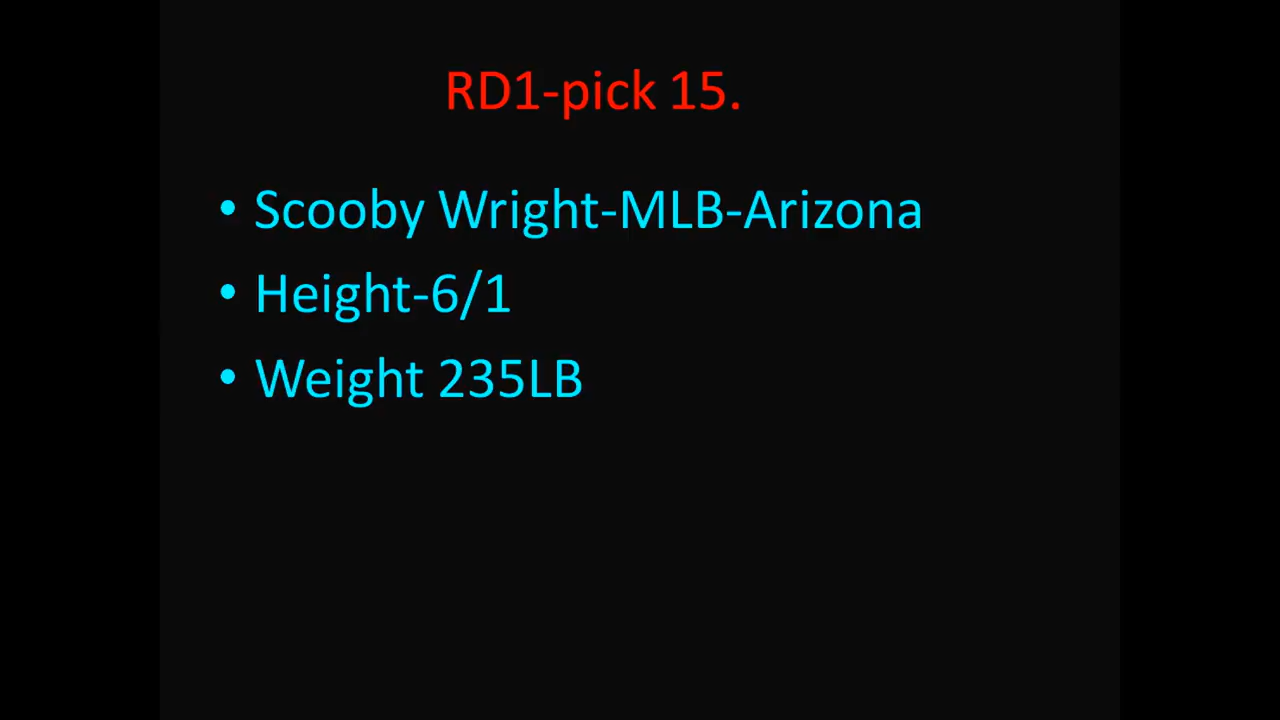 RD1-pick 15.
• Scooby Wright-MLB-Arizona
• Height-6/1
• Weight 235LB